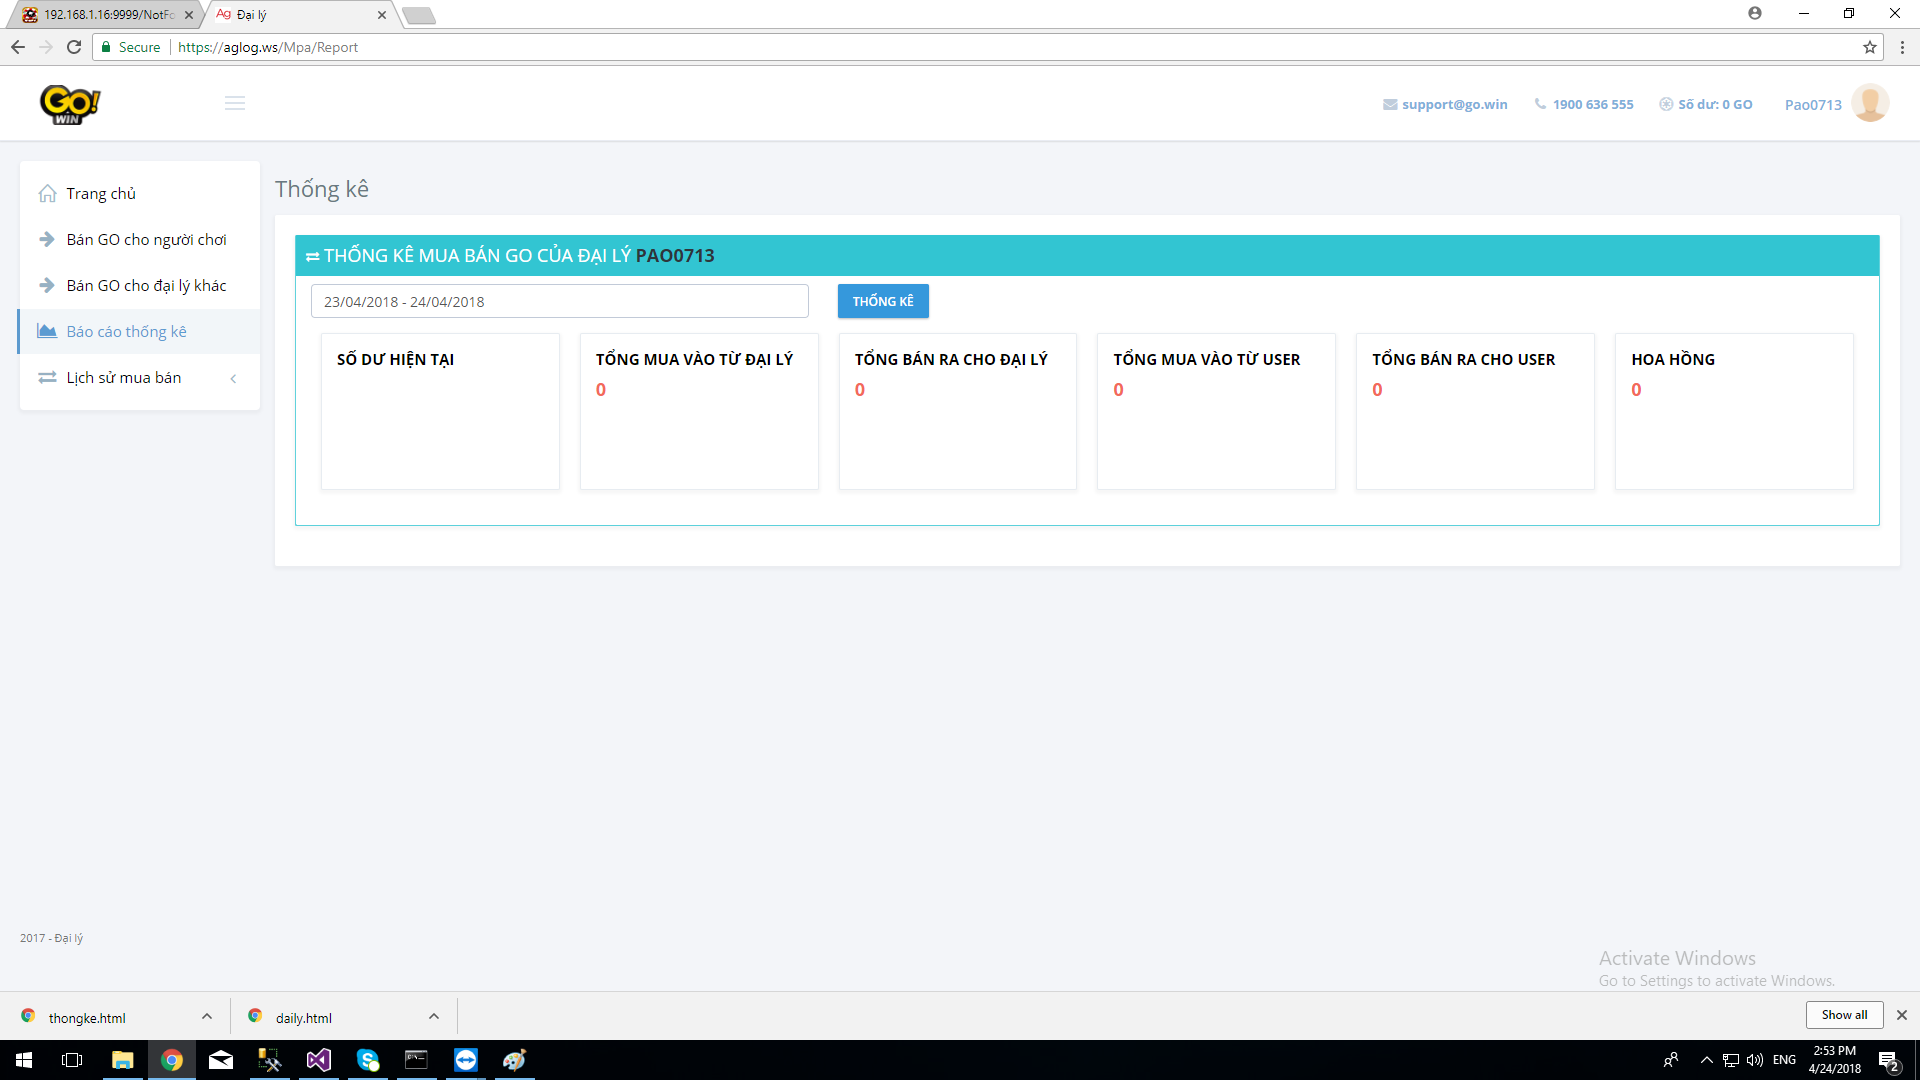 192.168.1.16:9999/NotFo
Ag Đại lý
Secure https://aglog.ws/Mpa/Report
GO! WIN
support@go.win 1900 636 555 Số dư: 0 GO Pao0713
Trang chủ
Bán GO cho người chơi
Bán GO cho đại lý khác
Báo cáo thống kê
Lịch sử mua bán
Thống kê
THỐNG KÊ MUA BÁN GO CỦA ĐẠI LÝ PAO0713
23/04/2018 - 24/04/2018
THỐNG KÊ
SỐ DƯ HIỆN TẠI
TỔNG MUA VÀO TỪ ĐẠI LÝ
0
TỔNG BÁN RA CHO ĐẠI LÝ
0
TỔNG MUA VÀO TỪ USER
0
TỔNG BÁN RA CHO USER
0
HOA HỒNG
0
2017 - Đại lý
Activate Windows
Go to Settings to activate Windows.
thongke.html
daily.html
Show all
ENG
2:53 PM
4/24/2018
2